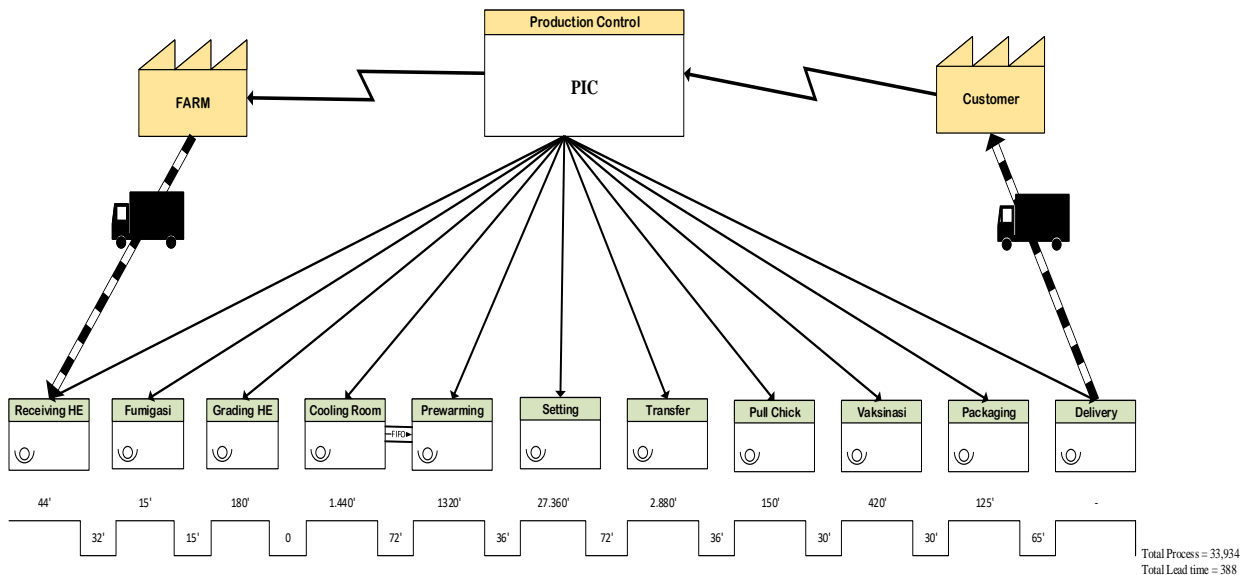 Production Control
PIC
FARM
Customer
Receiving HE
Fumigasi
Grading HE
Cooling Room
Prewarming
Setting
Transfer
Pull Chick
Vaksinasi
Packaging
Delivery
FIFO
44'
15'
180'
1.440'
1320'
27.360'
2.880'
150'
420'
125'
-
32'
15'
0
72'
36'
72'
36'
30'
30'
65'
Total Process = 33,934
Total Lead time = 388